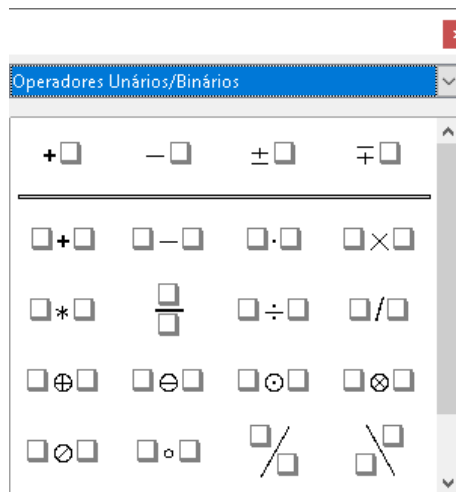 Operadores Unários/Binários
+□ −□ ±□ ∓□
□+□ □−□ □·□ □×□
□∗□ □/□ □÷□ □/□
□⊕□ □⊖□ □⊙□ □⊗□
□⊘□ □∘□ □/□ □\□